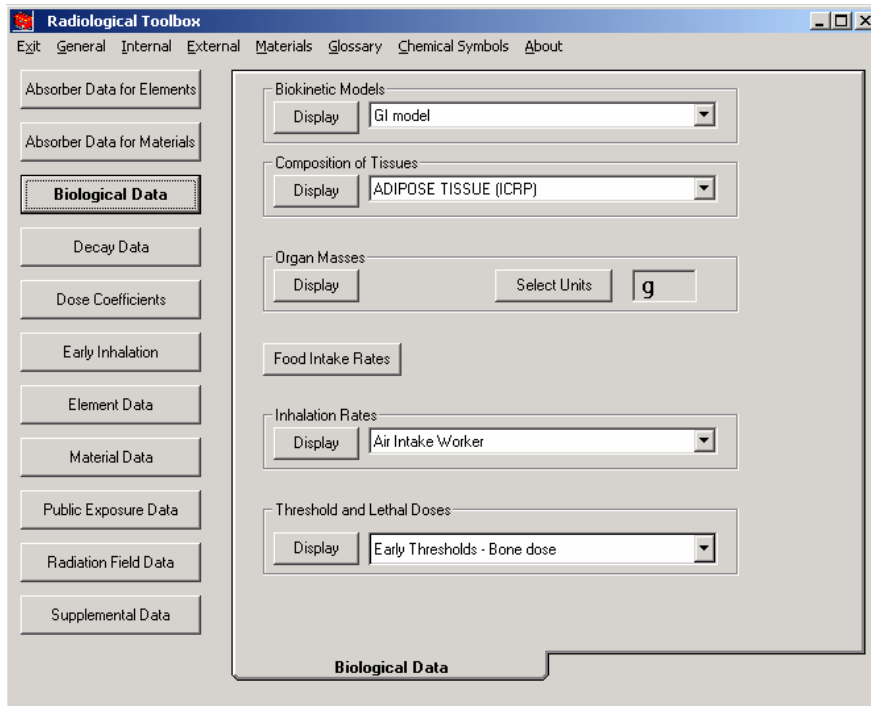 Radiological Toolbox
Exit General Internal External Materials Glossary Chemical Symbols About
Absorber Data for Elements
Absorber Data for Materials
Biological Data
Decay Data
Dose Coefficients
Early Inhalation
Element Data
Material Data
Public Exposure Data
Radiation Field Data
Supplemental Data
Biokinetic Models
Display GI model
Composition of Tissues
Display ADIPOSE TISSUE (ICRP)
Organ Masses
Display Select Units g
Food Intake Rates
Inhalation Rates
Display Air Intake Worker
Threshold and Lethal Doses
Display Early Thresholds - Bone dose
Biological Data